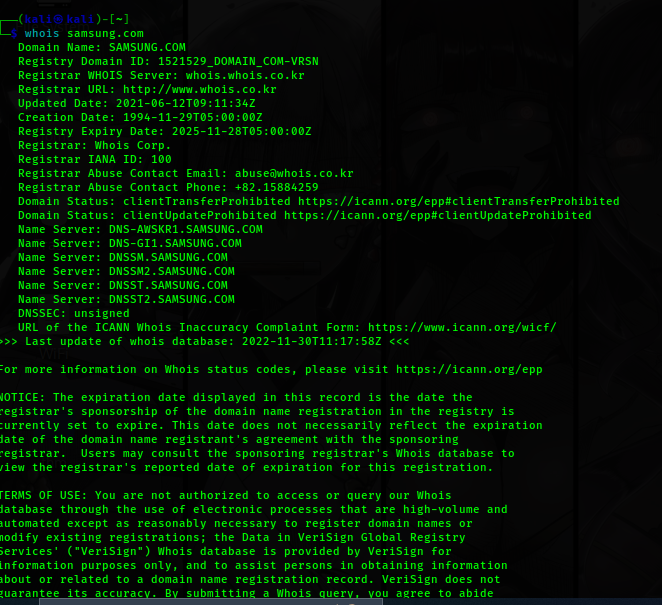 ┌──(kali㉿kali)-[~]
└─$ whois samsung.com
Domain Name: SAMSUNG.COM
Registry Domain ID: 1521529_DOMAIN_COM-VRSN
Registrar WHOIS Server: whois.whois.co.kr
Registrar URL: http://www.whois.co.kr
Updated Date: 2021-06-12T09:11:34Z
Creation Date: 1994-11-29T05:00:00Z
Registry Expiry Date: 2025-11-28T05:00:00Z
Registrar: Whois Corp.
Registrar IANA ID: 100
Registrar Abuse Contact Email: abuse@whois.co.kr
Registrar Abuse Contact Phone: +82.15884259
Domain Status: clientTransferProhibited https://icann.org/epp#clientTransferProhibited
Domain Status: clientUpdateProhibited https://icann.org/epp#clientUpdateProhibited
Name Server: DNS-AWSKR1.SAMSUNG.COM
Name Server: DNS-GI1.SAMSUNG.COM
Name Server: DNSSM.SAMSUNG.COM
Name Server: DNSSM2.SAMSUNG.COM
Name Server: DNSST.SAMSUNG.COM
Name Server: DNSST2.SAMSUNG.COM
DNSSEC: unsigned
URL of the ICANN Whois Inaccuracy Complaint Form: https://www.icann.org/wicf/
>>> Last update of whois database: 2022-11-30T11:17:58Z <<<
For more information on Whois status codes, please visit https://icann.org/epp
NOTICE: The expiration date displayed in this record is the date the
registrar's sponsorship of the domain name registration in the registry is
currently set to expire. This date does not necessarily reflect the expiration
date of the domain name registrant's agreement with the sponsoring
registrar.  Users may consult the sponsoring registrar's Whois database to
view the registrar's reported date of expiration for this registration.
TERMS OF USE: You are not authorized to access or query our Whois
database through the use of electronic processes that are high-volume and
automated except as reasonably necessary to register domain names or
modify existing registrations; the Data in VeriSign Global Registry
Services' ("VeriSign") Whois database is provided by VeriSign for
information purposes only, and to assist persons in obtaining information
about or related to a domain name registration record. VeriSign does not
guarantee its accuracy. By submitting a Whois query, you agree to abide